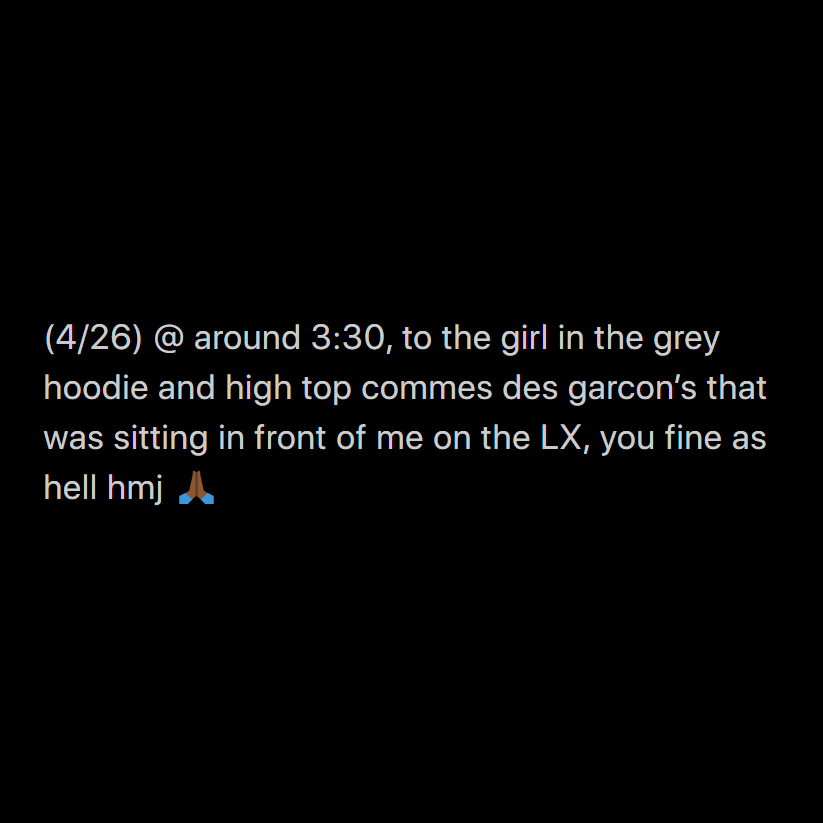 (4/26) @ around 3:30, to the girl in the grey
hoodie and high top commes des garcon’s that
was sitting in front of me on the LX, you fine as
hell hmj 🙏🏾